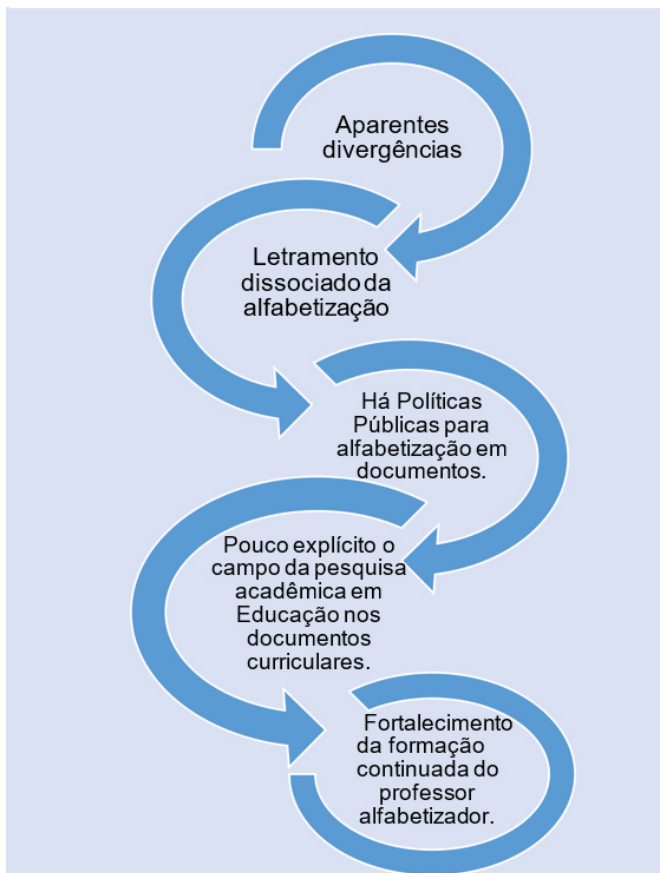 Aparentes
divergências
Letramento
dissociado da
alfabetização
Há Políticas
Públicas para
alfabetização em
documentos.
Pouco explícito o
campo da pesquisa
acadêmica em
Educação nos
documentos
curriculares.
Fortalecimento
da formação
continuada do
professor
alfabetizador.